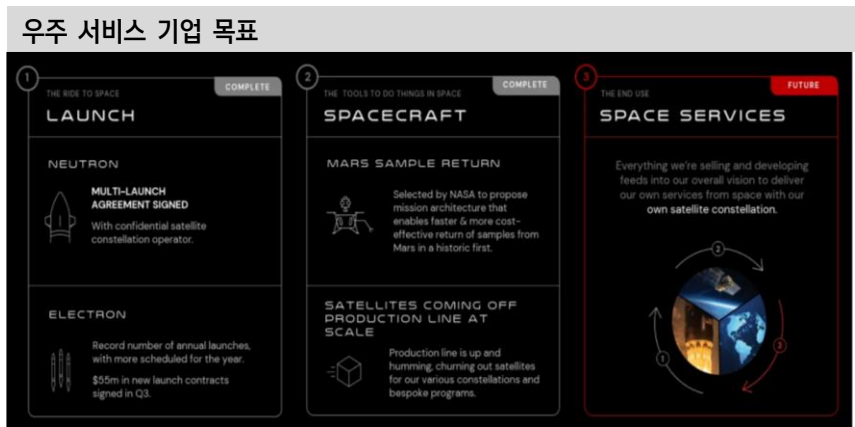 우주 서비스 기업 목표
1
THE RIDE TO SPACE
COMPLETE
LAUNCH
NEUTRON
MULTI-LAUNCH
AGREEMENT SIGNED
With confidential satellite
constellation operator.
ELECTRON
Record number of annual launches,
with more scheduled for the year.
$55m in new launch contracts
signed in Q3.
2
THE TOOLS TO DO THINGS IN SPACE
COMPLETE
SPACECRAFT
MARS SAMPLE RETURN
Selected by NASA to propose
mission architecture that
enables faster & more cost-
effective return of samples from
Mars in a historic first.
SATELLITES COMING OFF
PRODUCTION LINE AT
SCALE
Production line is up and
humming, churning out satellites
for our various constellations and
bespoke programs.
3
THE END USE
FUTURE
SPACE SERVICES
Everything we're selling and developing
feeds into our overall vision to deliver
our own services from space with our
own satellite constellation.
2
1
3